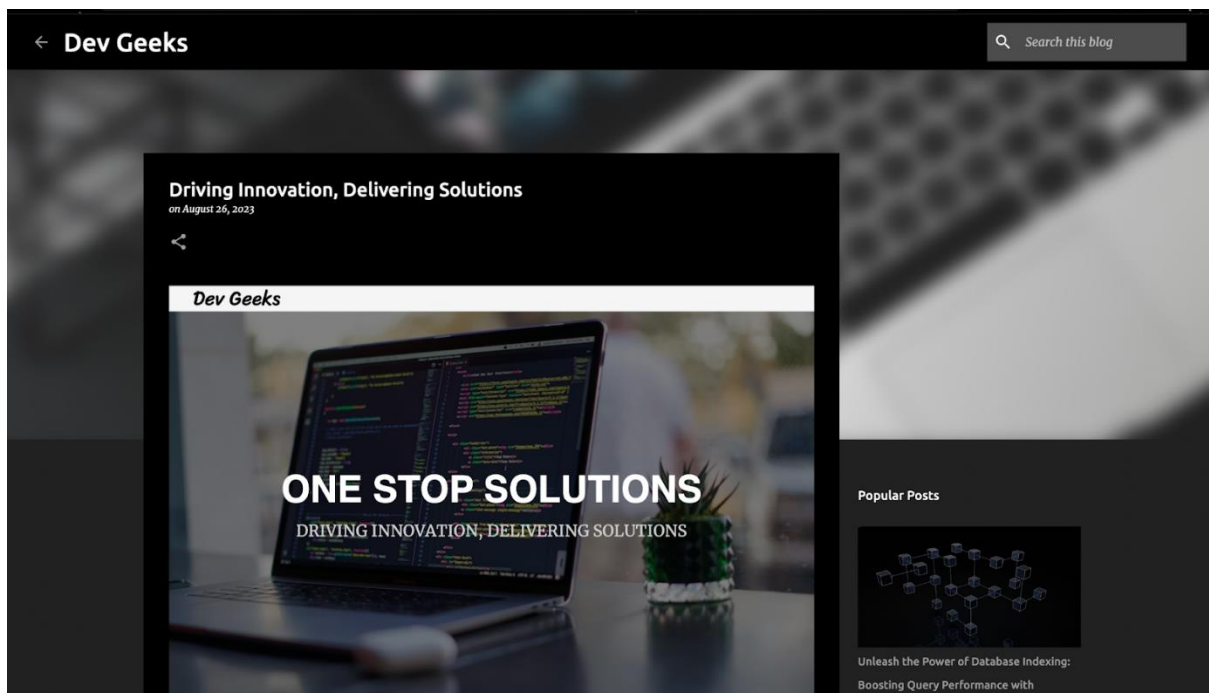 Dev Geeks
Search this blog
Driving Innovation, Delivering Solutions
on August 26, 2023
Dev Geeks
ONE STOP SOLUTIONS
DRIVING INNOVATION, DELIVERING SOLUTIONS
Popular Posts
Unleash the Power of Database Indexing:
Boosting Query Performance with